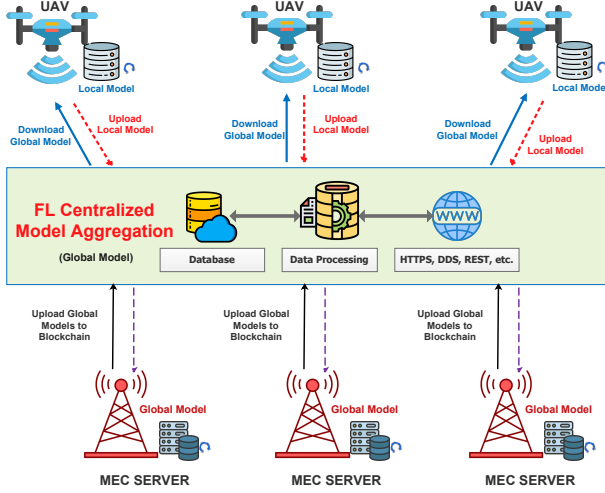 UAV
UAV
UAV
Local Model
Local Model
Local Model
Download
Global Model
Upload
Local Model
Download
Global Model
Upload
Local Model
Download
Global Model
Upload
Local Model
FL Centralized
Model Aggregation
(Global Model)
WWW
Database
Data Processing
HTTPS, DDS, REST, etc.
Upload Global
Models to
Blockchain
Upload Global
Models to
Blockchain
Upload Global
Models to
Blockchain
Global Model
Global Model
Global Model
MEC SERVER
MEC SERVER
MEC SERVER